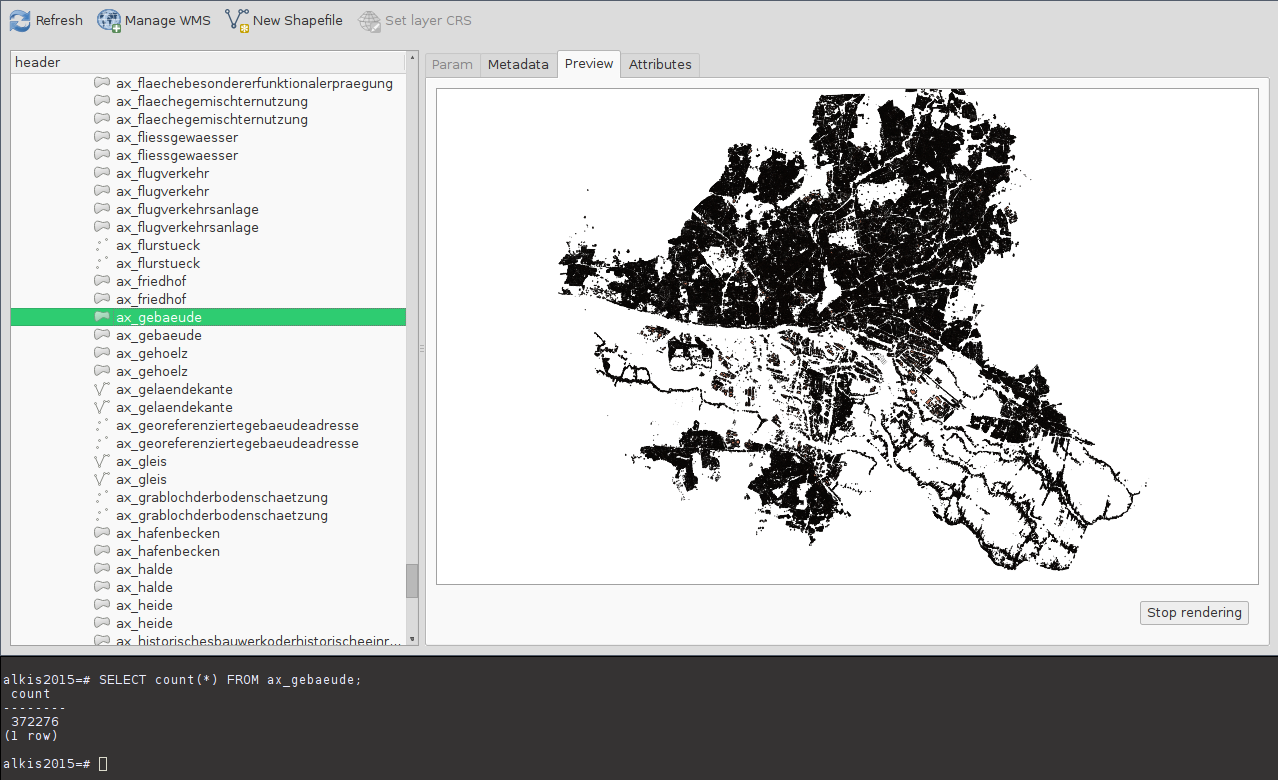 Refresh Manage WMS New Shapefile Set layer CRS
header
ax_flaechebesondererfunktionalerpraegung
ax_flaechegemischternutzung
ax_flaechegemischternutzung
ax_fliessgewaesser
ax_fliessgewaesser
ax_flugverkehr
ax_flugverkehr
ax_flugverkehrsanlage
ax_flugverkehrsanlage
ax_flurstueck
ax_flurstueck
ax_friedhof
ax_friedhof
ax_gebaeude
ax_gebaeude
ax_gehoelz
ax_gehoelz
ax_gelaendekante
ax_gelaendekante
ax_georeferenziertegebaeudeadresse
ax_georeferenziertegebaeudeadresse
ax_gleis
ax_gleis
ax_grablochderbodenschaetzung
ax_grablochderbodenschaetzung
ax_hafenbecken
ax_hafenbecken
ax_halde
ax_halde
ax_heide
ax_heide
ax_historischesbauwerkoderhistorischeeinr...
Param Metadata Preview Attributes
Stop rendering
alkis2015=# SELECT count(*) FROM ax_gebaeude;
count
--------
372276
(1 row)
alkis2015=#